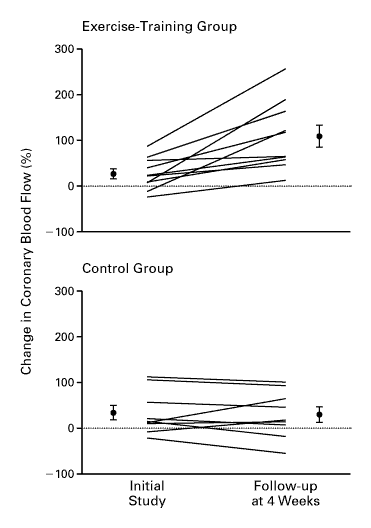 Exercise-Training Group
300
200
100
0
−100
Change in Coronary Blood Flow (%)
Control Group
300
200
100
0
−100
Initial Study
Follow-up at 4 Weeks